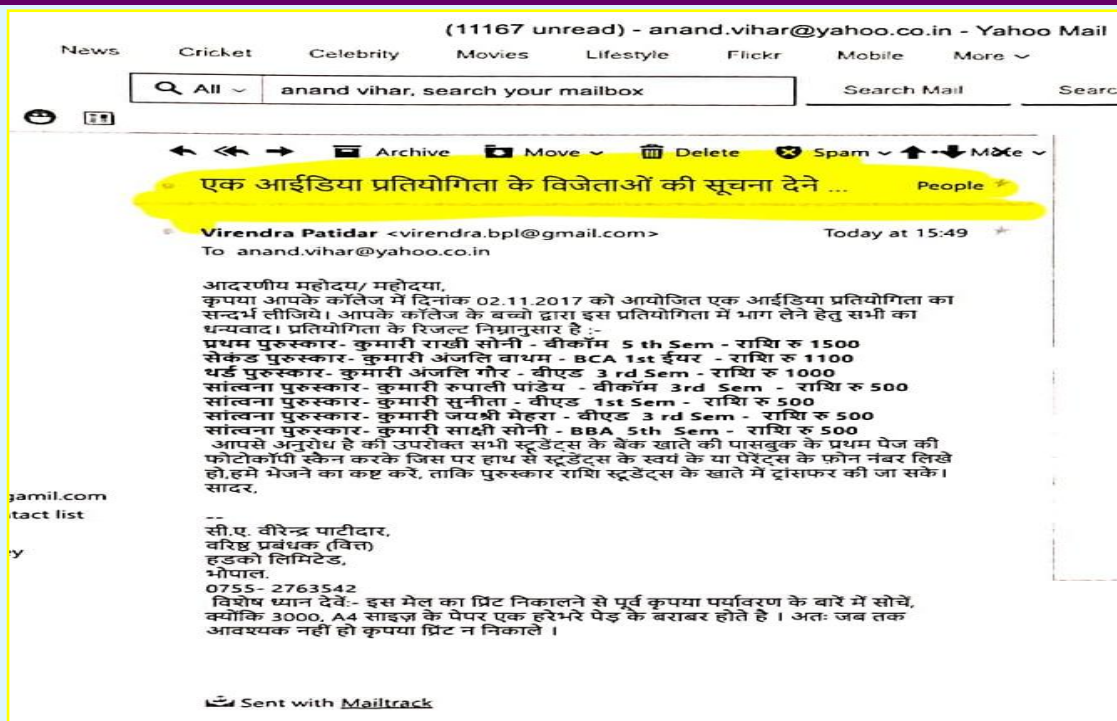 (11167 unread) - anand.vihar@yahoo.co.in - Yahoo Mail
News Cricket Celebrity Movies Lifestyle Flickr Mobile More
All anand vihar, search your mailbox Search Mail Searc
Archive Move Delete Spam More
एक आईडिया प्रतियोगिता के विजेताओं की सूचना देने ... People
Virendra Patidar <virendra.bpl@gmail.com> Today at 15:49
To anand.vihar@yahoo.co.in
आदरणीय महोदय/ महोदया,
कृपया आपके कॉलेज में दिनांक 02.11.2017 को आयोजित एक आईडिया प्रतियोगिता का
सन्दर्भ लीजिये। आपके कॉलेज के बच्चो द्वारा इस प्रतियोगिता में भाग लेने हेतु सभी का
धन्यवाद। प्रतियोगिता के रिजल्ट निम्नानुसार है :-
प्रथम पुरुस्कार- कुमारी राखी सोनी - बीकॉम 5 th Sem - राशि रु 1500
सेकंड पुरुस्कार- कुमारी अंजलि बाथम - BCA 1st ईयर - राशि रु 1100
थर्ड पुरुस्कार- कुमारी अंजलि गौर - बीएड 3 rd Sem - राशि रु 1000
सांत्वना पुरुस्कार- कुमारी रुपाली पांडेय - बीकॉम 3rd Sem - राशि रु 500
सांत्वना पुरुस्कार- कुमारी सुनीता - बीएड 1st Sem - राशि रु 500
सांत्वना पुरुस्कार- कुमारी जयश्री मेहरा - बीएड 3 rd Sem - राशि रु 500
सांत्वना पुरुस्कार- कुमारी साक्षी सोनी - BBA 5th Sem - राशि रु 500
आपसे अनुरोध है की उपरोक्त सभी स्टूडेंट्स के बैंक खाते की पासबुक के प्रथम पेज की
फोटोकॉपी स्कैन करके जिस पर हाथ से स्टूडेंट्स के स्वयं के या पेरेंट्स के फ़ोन नंबर लिखे
हो,हमे भेजने का कष्ट करें, ताकि पुरुस्कार राशि स्टूडेंट्स के खाते में ट्रांसफर की जा सके।
सादर,
gamil.com
tact list
--
सी.ए. वीरेन्द्र पाटीदार,
वरिष्ठ प्रबंधक (वित्त)
हडको लिमिटेड,
भोपाल.
0755- 2763542
विशेष ध्यान देवें:- इस मेल का प्रिंट निकालने से पूर्व कृपया पर्यावरण के बारें में सोचें,
क्योंकि 3000, A4 साइज़ के पेपर एक हरेभरे पेड़ के बराबर होते है । अतः जब तक
आवश्यक नहीं हो कृपया प्रिंट न निकाले ।
Sent with Mailtrack